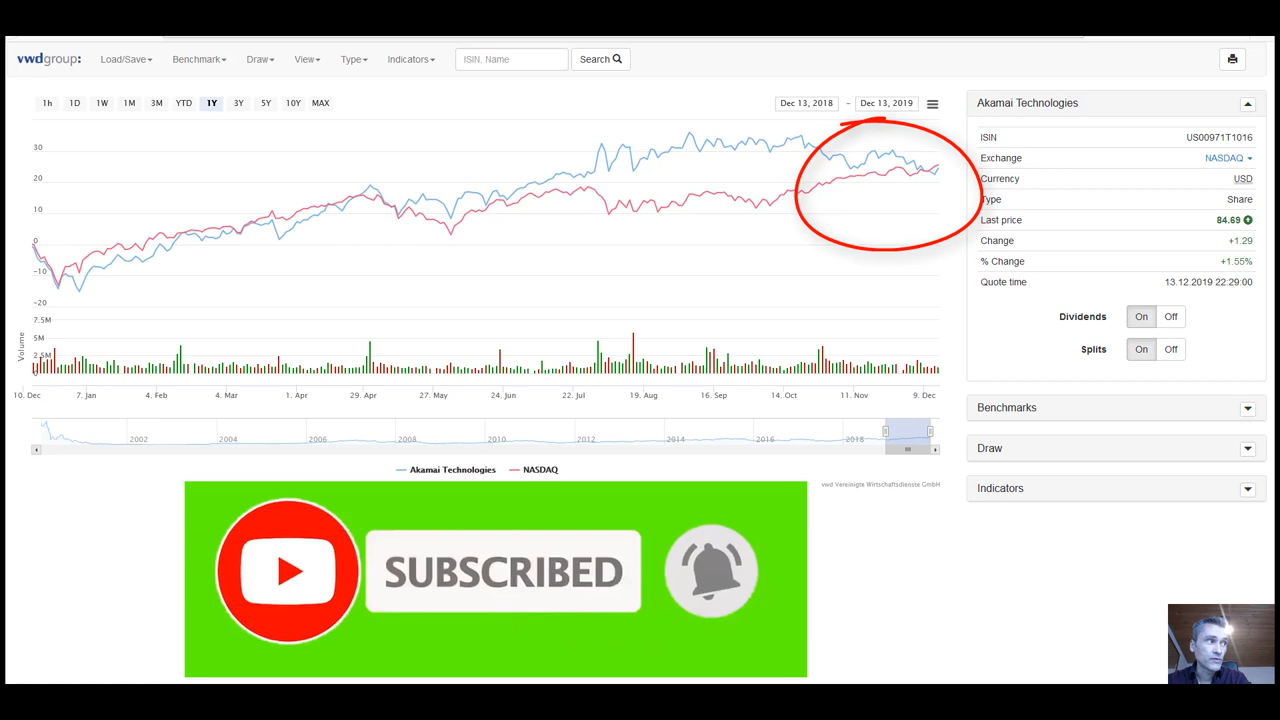 vwdgroup: Load/Save Benchmark Draw View Type Indicators ISIN, Name Search
1h 1D 1W 1M 3M YTD 1Y 3Y 5Y 10Y MAX Dec 13, 2018 – Dec 13, 2019
30
20
10
0
-10
-20
7.5M
5M
2.5M
0
Volume
10. Dec 7. Jan 4. Feb 4. Mar 1. Apr 29. Apr 27. May 24. Jun 22. Jul 19. Aug 16. Sep 14. Oct 11. Nov 9. Dec
2002 2004 2006 2008 2010 2012 2014 2016 2018
Akamai Technologies NASDAQ
vwd Vereinigte Wirtschaftsdienste GmbH
SUBSCRIBED
Akamai Technologies
ISIN US00971T1016
Exchange NASDAQ
Currency USD
Type Share
Last price 84.69
Change +1.29
% Change +1.55%
Quote time 13.12.2019 22:29:00
Dividends On Off
Splits On Off
Benchmarks
Draw
Indicators